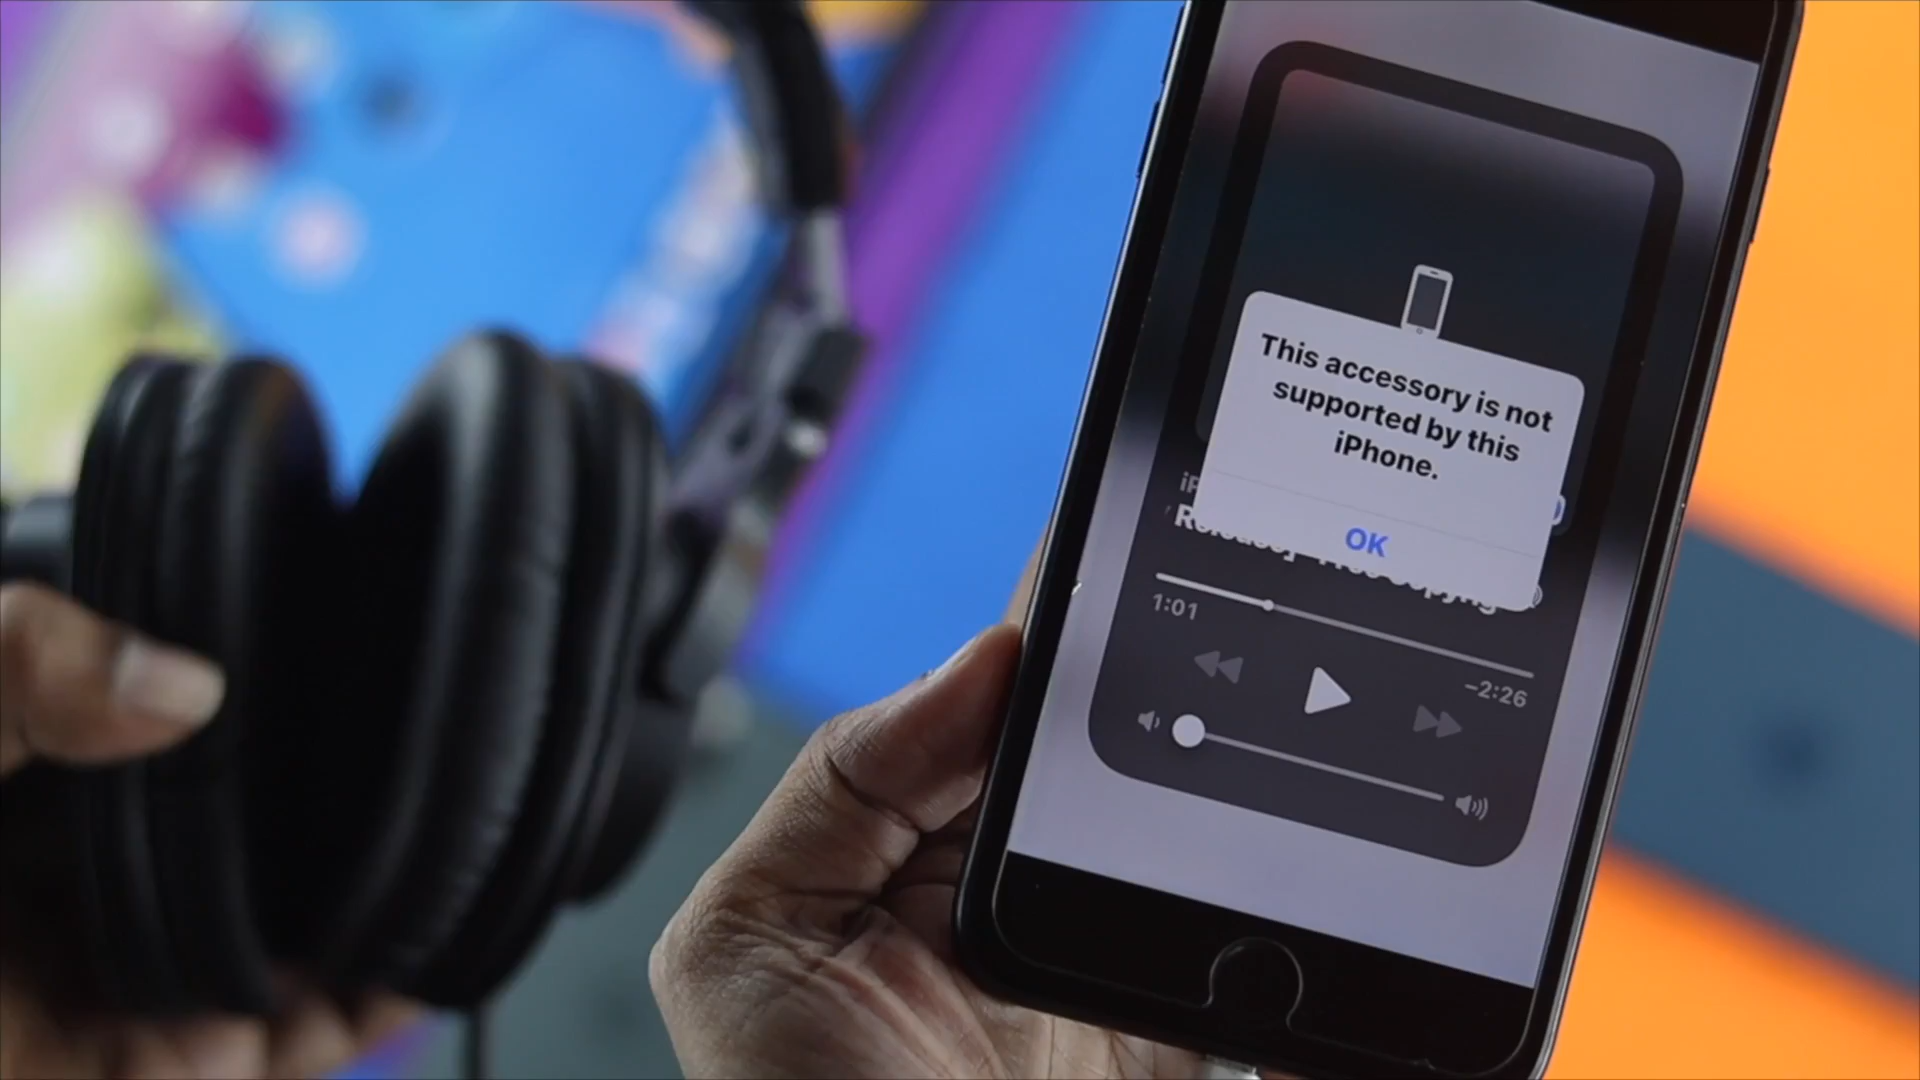 This accessory is not
supported by this
iPhone.
OK
1:01
-2:26